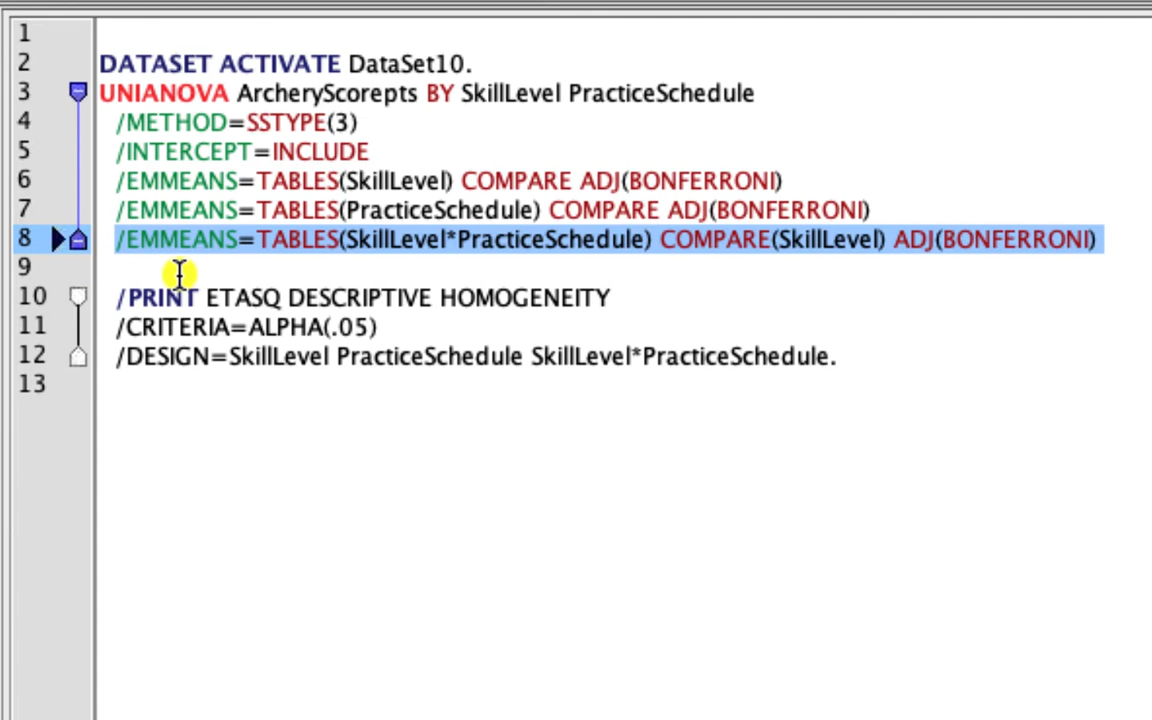 1
2 DATASET ACTIVATE DataSet10.
3 UNIANOVA ArcheryScorepts BY SkillLevel PracticeSchedule
4 /METHOD=SSTYPE(3)
5 /INTERCEPT=INCLUDE
6 /EMMEANS=TABLES(SkillLevel) COMPARE ADJ(BONFERRONI)
7 /EMMEANS=TABLES(PracticeSchedule) COMPARE ADJ(BONFERRONI)
8 /EMMEANS=TABLES(SkillLevel*PracticeSchedule) COMPARE(SkillLevel) ADJ(BONFERRONI)
9
10 /PRINT ETASQ DESCRIPTIVE HOMOGENEITY
11 /CRITERIA=ALPHA(.05)
12 /DESIGN=SkillLevel PracticeSchedule SkillLevel*PracticeSchedule.
13